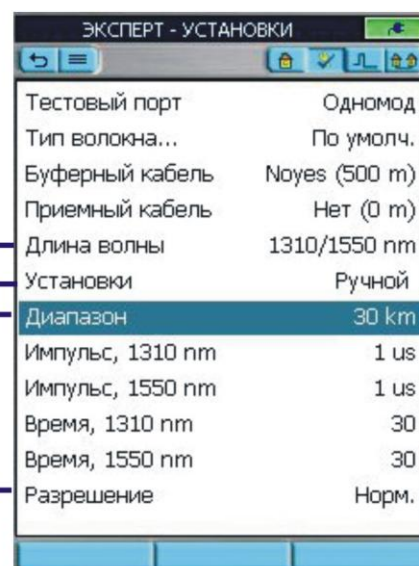 ЭКСПЕРТ - УСТАНОВКИ
Тестовый порт Одномод
Тип волокна... По умолч.
Буферный кабель Noyes (500 m)
Приемный кабель Нет (0 m)
Длина волны 1310/1550 nm
Установки Ручной
Диапазон 30 km
Импульс, 1310 nm 1 us
Импульс, 1550 nm 1 us
Время, 1310 nm 30
Время, 1550 nm 30
Разрешение Норм.